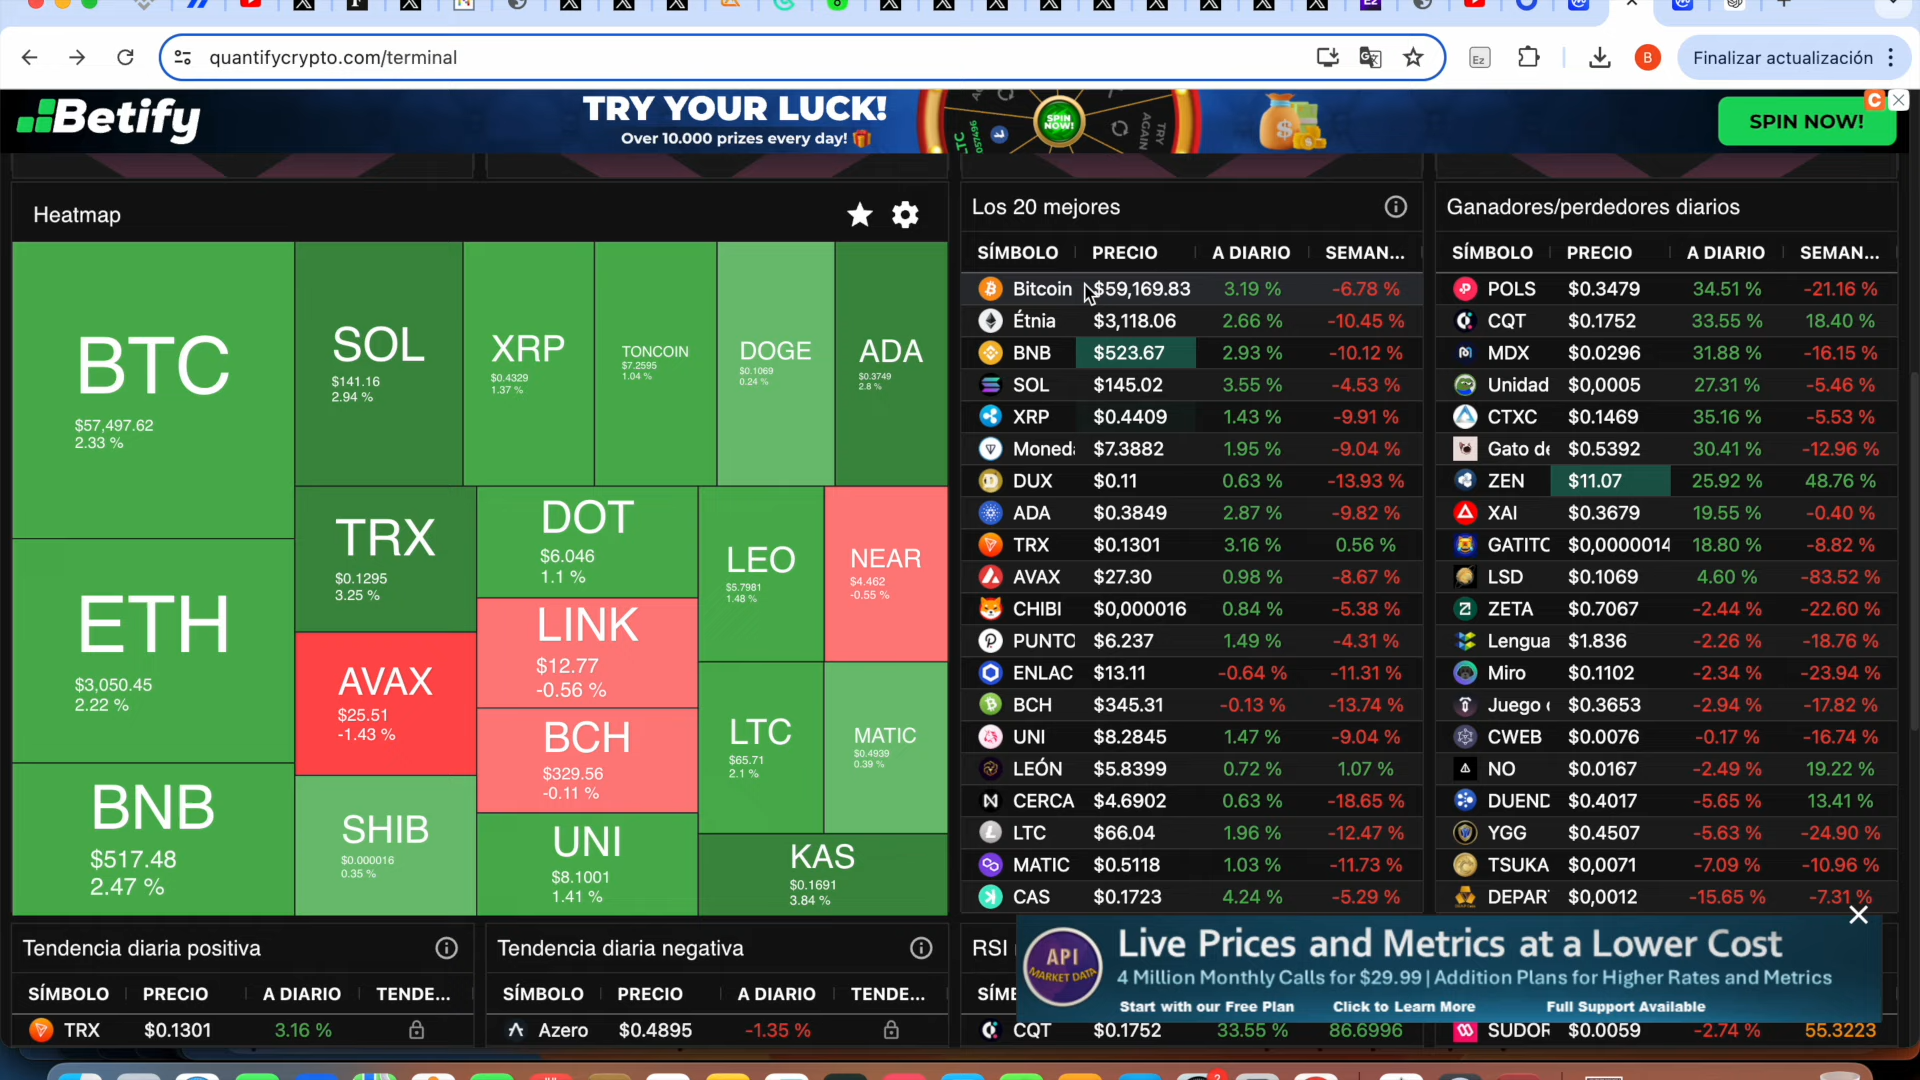 quantifycrypto.com/terminal
Ez
B
Finalizar actualización
Betify
TRY YOUR LUCK!
Over 10.000 prizes every day!
SPIN NOW!
TRY AGAIN
SPIN NOW!
Heatmap
BTC
$57,497.62
2.33 %
ETH
$3,050.45
2.22 %
BNB
$517.48
2.47 %
SOL
$141.16
2.94 %
XRP
$0.4329
1.37 %
TONCOIN
$7.2595
1.04 %
DOGE
$0.1069
0.24 %
ADA
$0.3749
2.8 %
TRX
$0.1295
3.25 %
AVAX
$25.51
-1.43 %
SHIB
$0.000016
0.35 %
DOT
$6.046
1.1 %
LINK
$12.77
-0.56 %
BCH
$329.56
-0.11 %
UNI
$8.1001
1.41 %
LEO
$5.7981
1.48 %
NEAR
$4.462
-0.55 %
LTC
$65.71
2.1 %
MATIC
$0.4939
0.39 %
KAS
$0.1691
3.84 %
Los 20 mejores
SÍMBOLO PRECIO A DIARIO SEMAN...
Bitcoin $59,169.83 3.19 % -6.78 %
Étnia $3,118.06 2.66 % -10.45 %
BNB $523.67 2.93 % -10.12 %
SOL $145.02 3.55 % -4.53 %
XRP $0.4409 1.43 % -9.91 %
Moned $7.3882 1.95 % -9.04 %
DUX $0.11 0.63 % -13.93 %
ADA $0.3849 2.87 % -9.82 %
TRX $0.1301 3.16 % 0.56 %
AVAX $27.30 0.98 % -8.67 %
CHIBI $0,000016 0.84 % -5.38 %
PUNTO $6.237 1.49 % -4.31 %
ENLAC $13.11 -0.64 % -11.31 %
BCH $345.31 -0.13 % -13.74 %
UNI $8.2845 1.47 % -9.04 %
LEÓN $5.8399 0.72 % 1.07 %
CERCA $4.6902 0.63 % -18.65 %
LTC $66.04 1.96 % -12.47 %
MATIC $0.5118 1.03 % -11.73 %
CAS $0.1723 4.24 % -5.29 %
Ganadores/perdedores diarios
SÍMBOLO PRECIO A DIARIO SEMAN...
POLS $0.3479 34.51 % -21.16 %
CQT $0.1752 33.55 % 18.40 %
MDX $0.0296 31.88 % -16.15 %
Unidad $0,0005 27.31 % -5.46 %
CTXC $0.1469 35.16 % -5.53 %
Gato de $0.5392 30.41 % -12.96 %
ZEN $11.07 25.92 % 48.76 %
XAI $0.3679 19.55 % -0.40 %
GATITO $0,0000014 18.80 % -8.82 %
LSD $0.1069 4.60 % -83.52 %
ZETA $0.7067 -2.44 % -22.60 %
Lengua $1.836 -2.26 % -18.76 %
Miro $0.1102 -2.34 % -23.94 %
Juego $0.3653 -2.94 % -17.82 %
CWEB $0.0076 -0.17 % -16.74 %
NO $0.0167 -2.49 % 19.22 %
DUEND $0.4017 -5.65 % 13.41 %
YGG $0.4507 -5.63 % -24.90 %
TSUKA $0,0071 -7.09 % -10.96 %
DEPAR $0,0012 -15.65 % -7.31 %
Tendencia diaria positiva
SÍMBOLO PRECIO A DIARIO TENDE...
TRX $0.1301 3.16 %
Tendencia diaria negativa
SÍMBOLO PRECIO A DIARIO TENDE...
Azero $0.4895 -1.35 %
RSI
SÍME
CQT $0.1752 33.55 % 86.6996
SUDOR $0.0059 -2.74 % 55.3223
API
MARKET DATA
Live Prices and Metrics at a Lower Cost
4 Million Monthly Calls for $29.99 | Addition Plans for Higher Rates and Metrics
Start with our Free Plan Click to Learn More Full Support Available